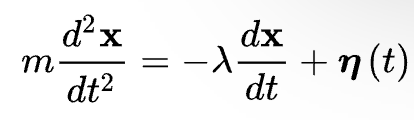 m d²𝐱/dt² = −λ d𝐱/dt + 𝛈(t)